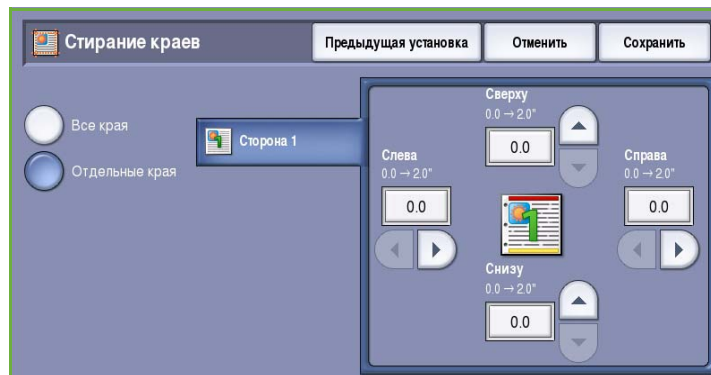 Стирание краев
Предыдущая установка
Отменить
Сохранить
Все края
Отдельные края
Сторона 1
Сверху
0.0 → 2.0"
0.0
Слева
0.0 → 2.0"
0.0
Справа
0.0 → 2.0"
0.0
1
Снизу
0.0 → 2.0"
0.0